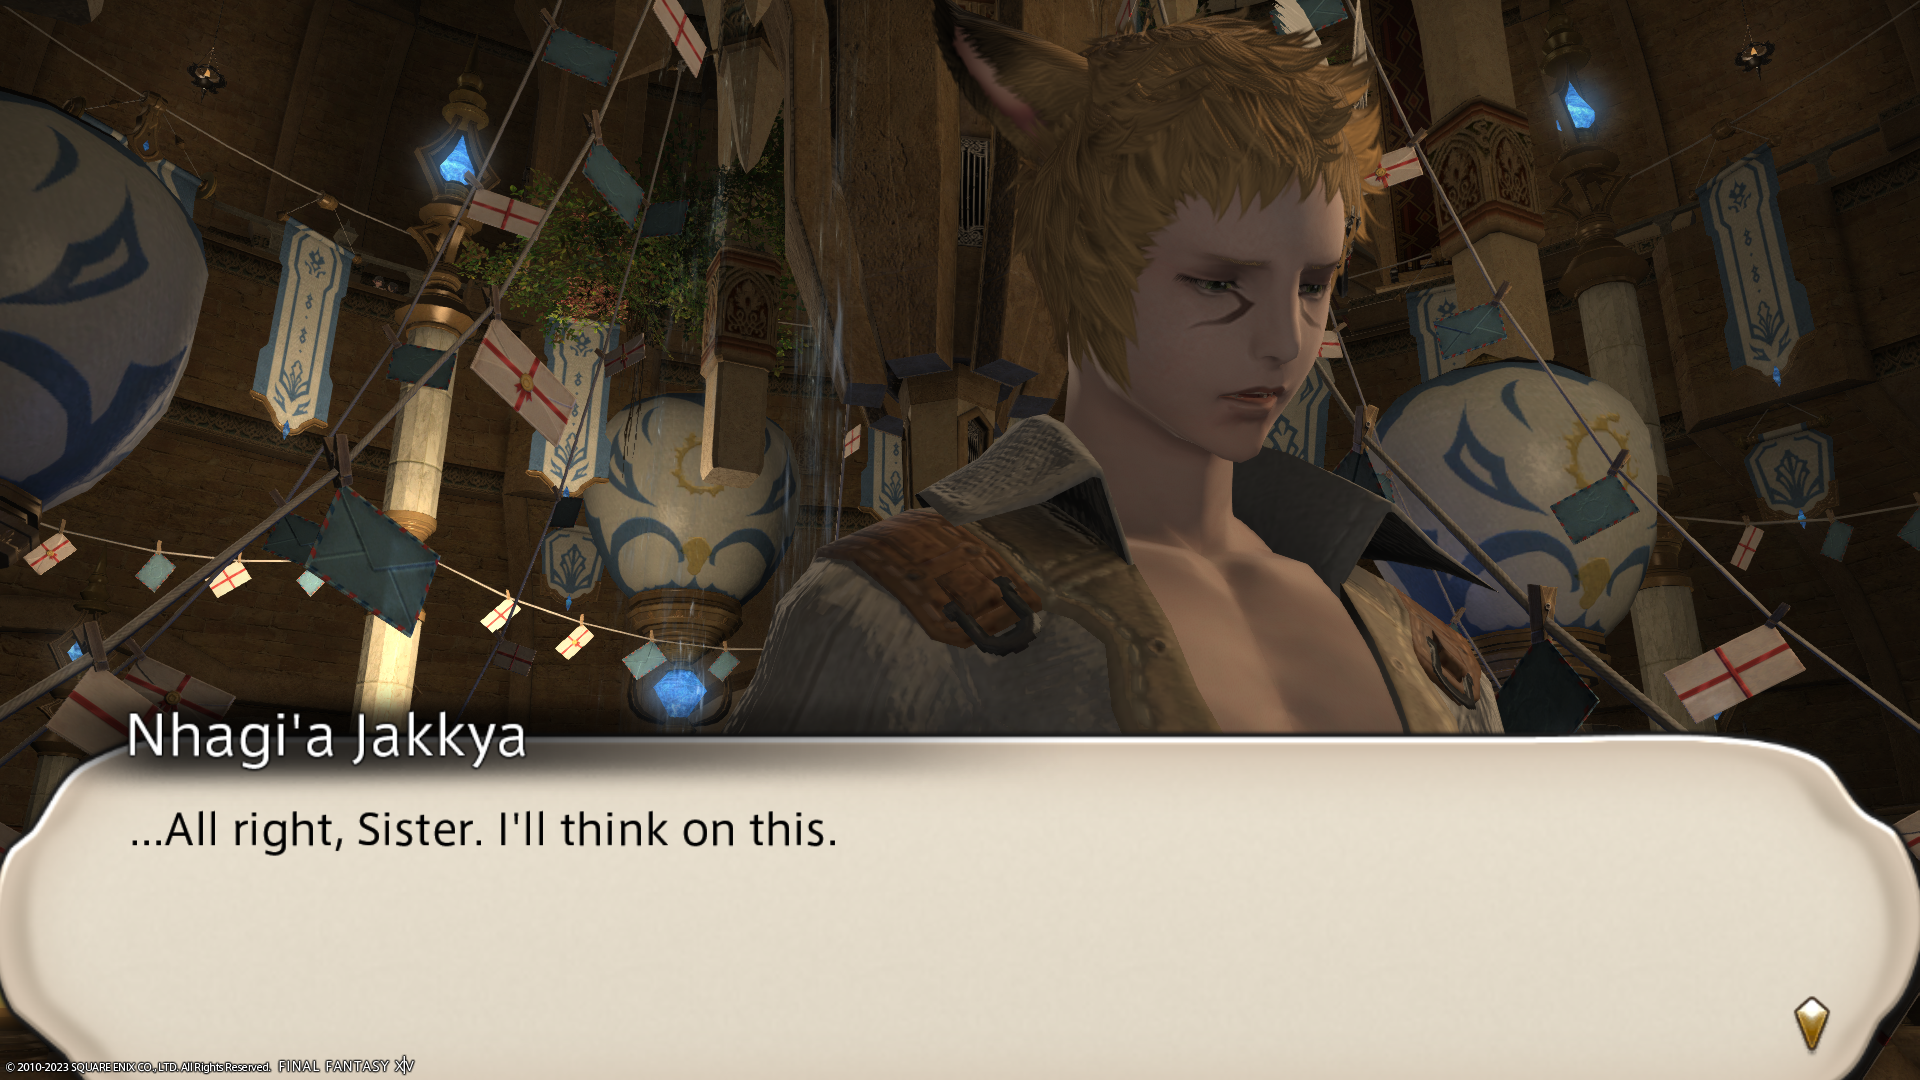 Nhagi'a Jakkya
...All right, Sister. I'll think on this.
© 2010-2023 SQUARE ENIX CO., LTD. All Rights Reserved. FINAL FANTASY XIV